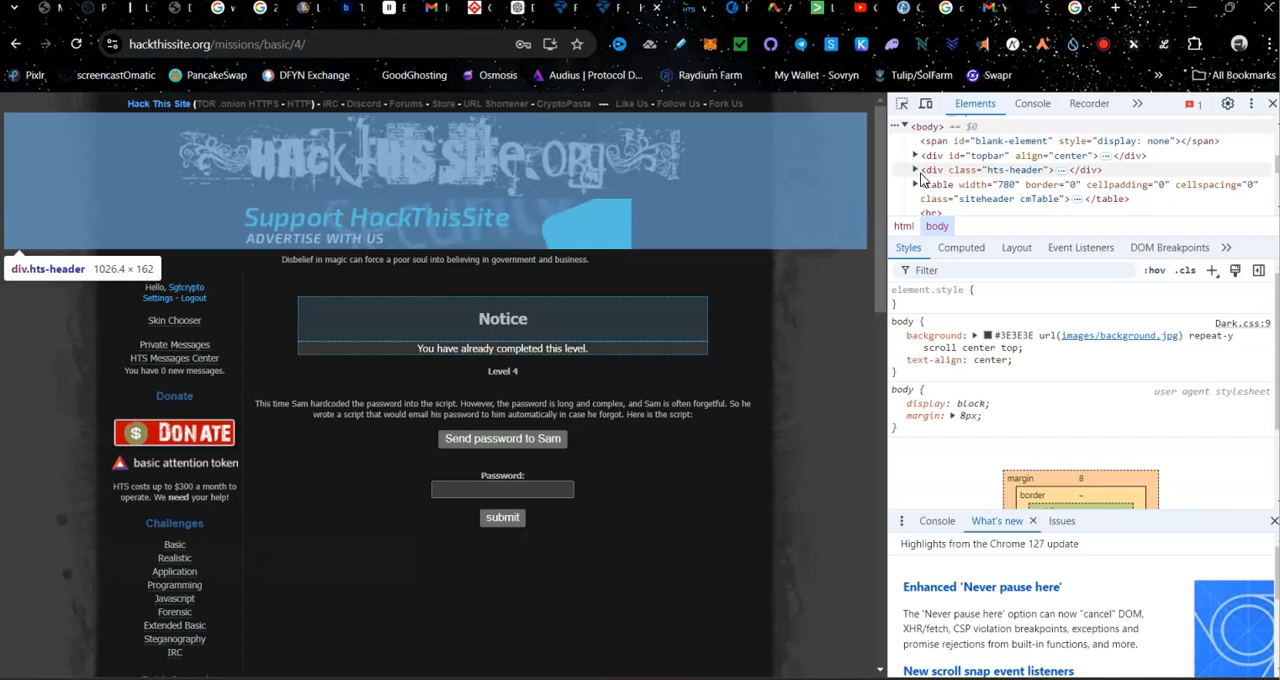 hackthissite.org/missions/basic/4/
Pixlr
screencastOmatic
PancakeSwap
DFYN Exchange
GoodGhosting
Osmosis
Audius | Protocol D...
Raydium Farm
My Wallet - Sovryn
Tulip/SolFarm
Swapr
»
All Bookmarks
Hack This Site (TOR .onion HTTPS - HTTP) - IRC - Discord - Forums - Store - URL Shortener - CryptoPaste — Like Us - Follow Us - Fork Us
HACK THIS SITE.ORG
Support HackThisSite
ADVERTISE WITH US
div.hts-header 1026.4 × 162
Disbelief in magic can force a poor soul into believing in government and business.
Hello, Sgtcrypto
Settings - Logout
Skin Chooser
Private Messages
HTS Messages Center
You have 0 new messages.
Donate
$ DONATE
basic attention token
HTS costs up to $300 a month to
operate. We need your help!
Challenges
Basic
Realistic
Application
Programming
Javascript
Forensic
Extended Basic
Steganography
IRC
Notice
You have already completed this level.
Level 4
This time Sam hardcoded the password into the script. However, the password is long and complex, and Sam is often forgetful. So he
wrote a script that would email his password to him automatically in case he forgot. Here is the script:
Send password to Sam
Password:
submit
Elements
Console
Recorder
»
1
<body> == $0
<span id="blank-element" style="display: none"></span>
<div id="topbar" align="center">…</div>
<div class="hts-header">…</div>
table width="780" border="0" cellpadding="0" cellspacing="0"
class="siteheader cmTable">…</table>
<br>
html body
Styles Computed Layout Event Listeners DOM Breakpoints »
Filter
:hov .cls
element.style {
}
body { Dark.css:9
background: #3E3E3E url(images/background.jpg) repeat-y
scroll center top;
text-align: center;
}
body { user agent stylesheet
display: block;
margin: 8px;
}
margin 8
border –
Console What's new Issues
Highlights from the Chrome 127 update
Enhanced 'Never pause here'
The 'Never pause here' option can now "cancel" DOM,
XHR/fetch, CSP violation breakpoints, exceptions and
promise rejections from built-in functions, and more.
New scroll snap event listeners